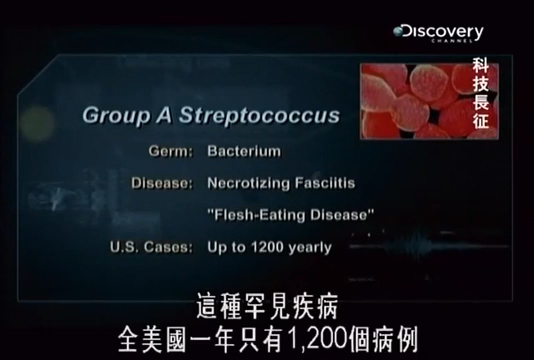 Discovery
CHANNEL
科技長征
Group A Streptococcus
Germ: Bacterium
Disease: Necrotizing Fasciitis
"Flesh-Eating Disease"
U.S. Cases: Up to 1200 yearly
這種罕見疾病
全美國一年只有1,200個病例